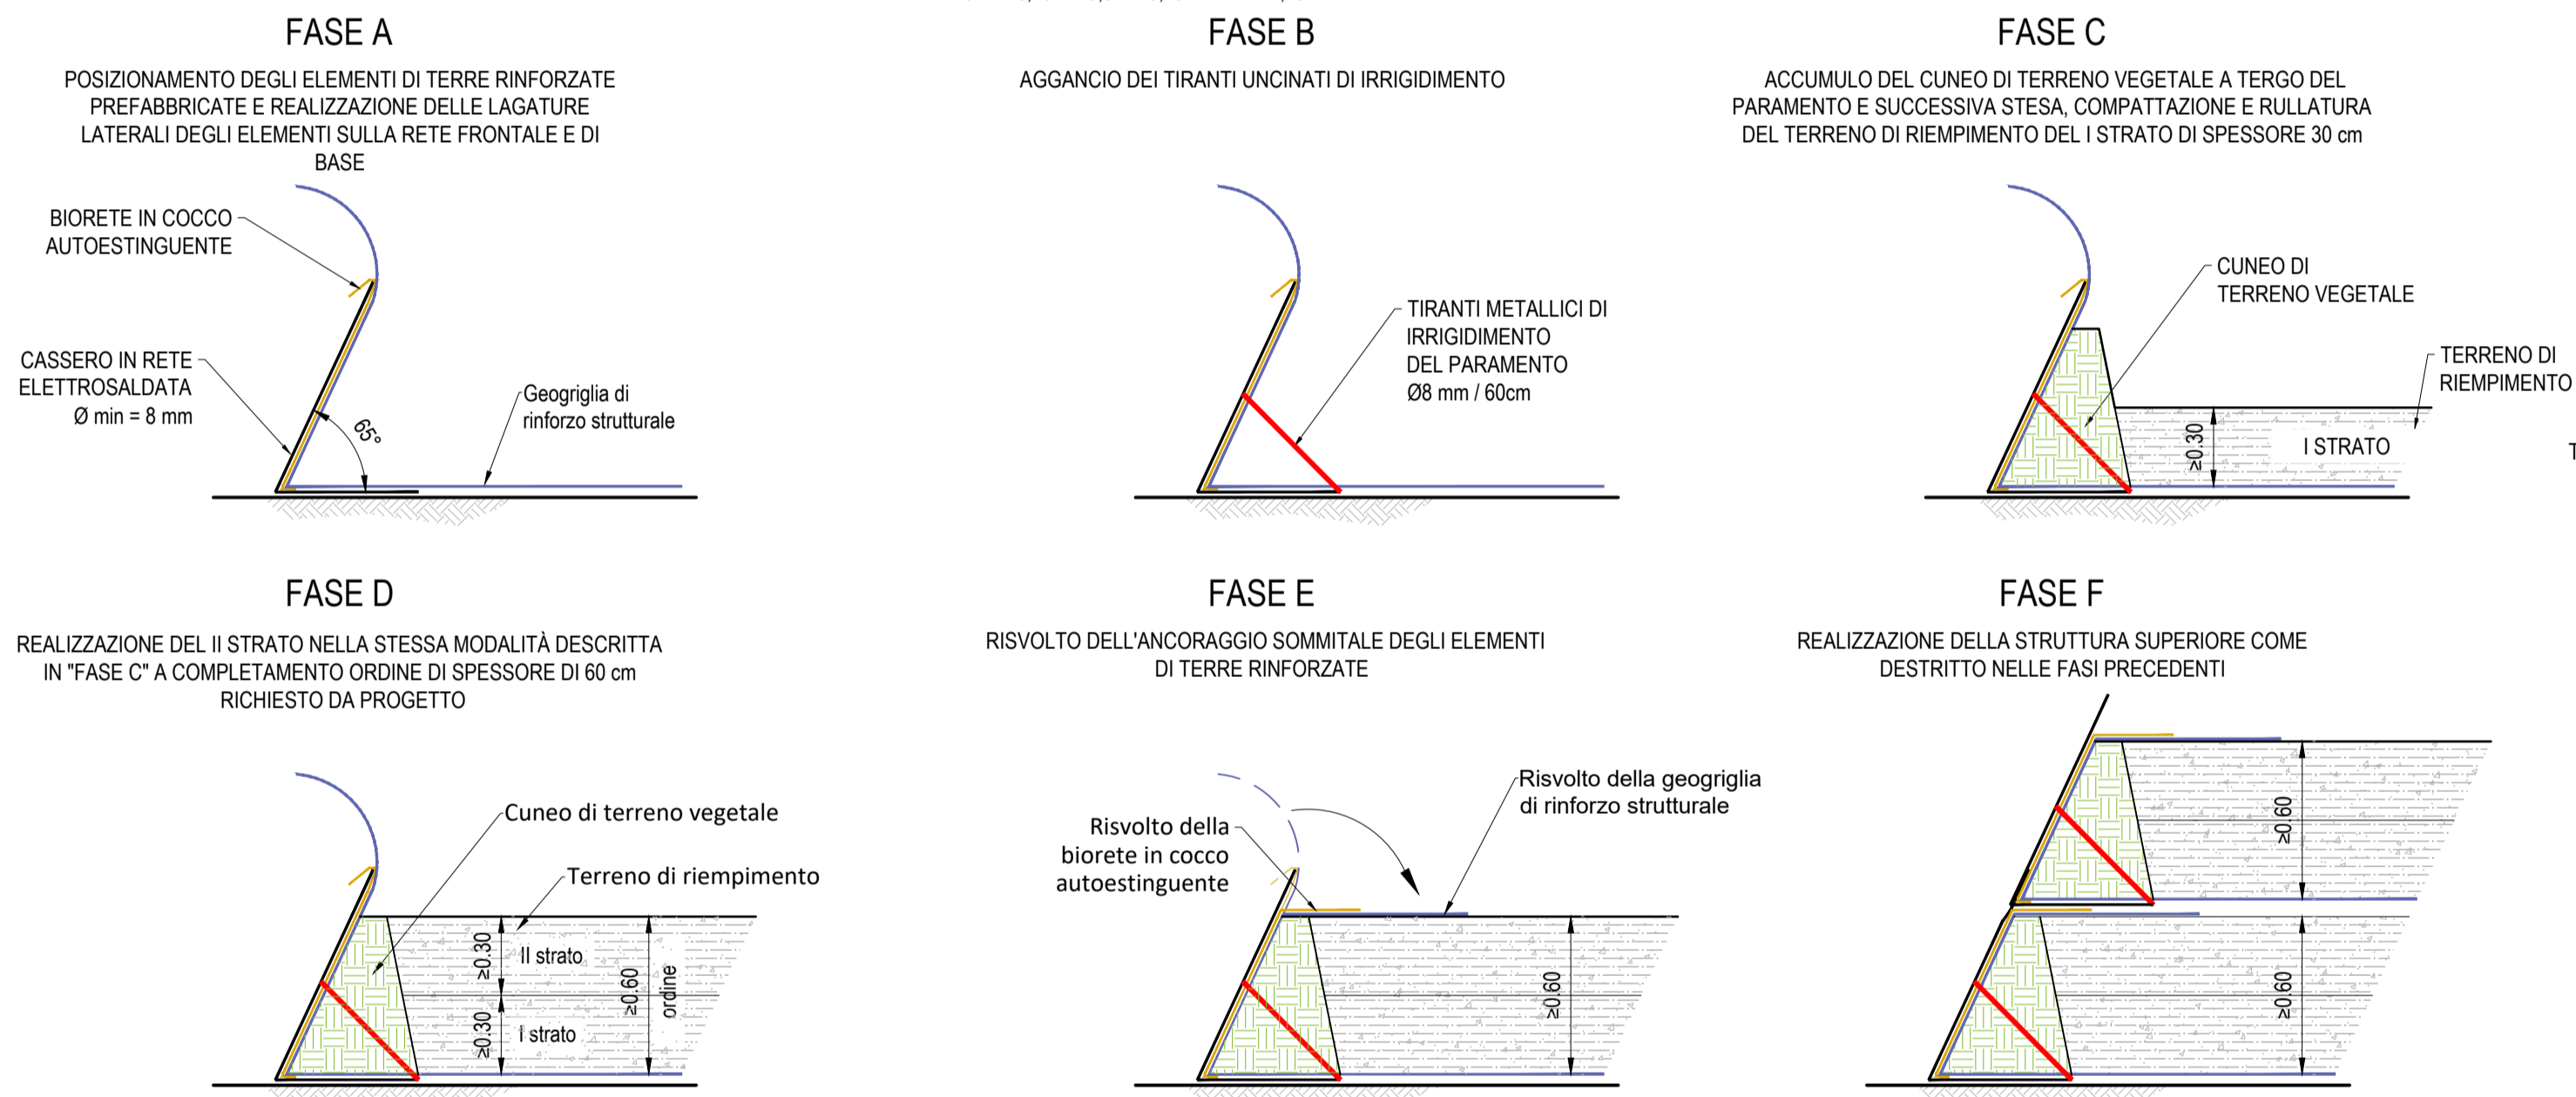 FASE A
POSIZIONAMENTO DEGLI ELEMENTI DI TERRE RINFORZATE
PREFABBRICATE E REALIZZAZIONE DELLE LAGATURE
LATERALI DEGLI ELEMENTI SULLA RETE FRONTALE E DI
BASE
BIORETE IN COCCO
AUTOESTINGUENTE
CASSERO IN RETE
ELETTROSALDATA
Ø min = 8 mm
65°
Geogriglia di
rinforzo strutturale
FASE B
AGGANCIO DEI TIRANTI UNCINATI DI IRRIGIDIMENTO
TIRANTI METALLICI DI
IRRIGIDIMENTO
DEL PARAMENTO
Ø8 mm / 60cm
FASE C
ACCUMULO DEL CUNEO DI TERRENO VEGETALE A TERGO DEL
PARAMENTO E SUCCESSIVA STESA, COMPATTAZIONE E RULLATURA
DEL TERRENO DI RIEMPIMENTO DEL I STRATO DI SPESSORE 30 cm
CUNEO DI
TERRENO VEGETALE
TERRENO DI
RIEMPIMENTO
≥0.30
I STRATO
T
FASE D
REALIZZAZIONE DEL II STRATO NELLA STESSA MODALITÀ DESCRITTA
IN "FASE C" A COMPLETAMENTO ORDINE DI SPESSORE DI 60 cm
RICHIESTO DA PROGETTO
Cuneo di terreno vegetale
Terreno di riempimento
≥0.30
II strato
≥0.30
I strato
≥0.60
ordine
FASE E
RISVOLTO DELL'ANCORAGGIO SOMMITALE DEGLI ELEMENTI
DI TERRE RINFORZATE
Risvolto della
biorete in cocco
autoestinguente
Risvolto della geogriglia
di rinforzo strutturale
≥0.60
FASE F
REALIZZAZIONE DELLA STRUTTURA SUPERIORE COME
DESTRITTO NELLE FASI PRECEDENTI
≥0.60
≥0.60